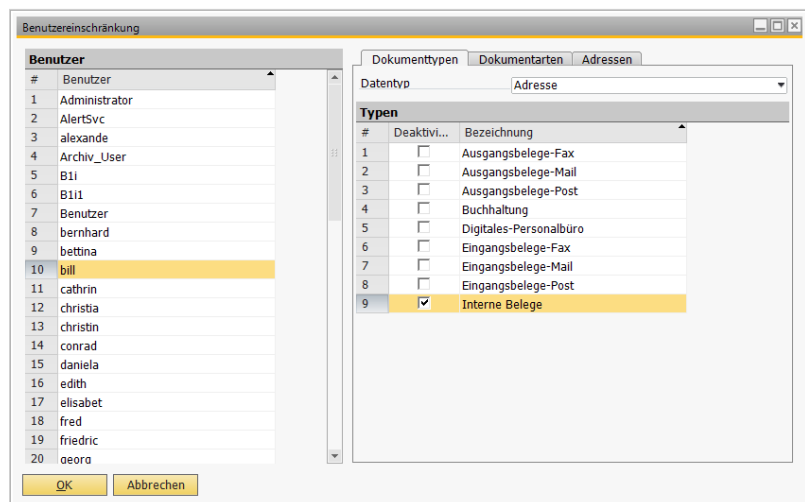 Benutzereinschränkung
Benutzer
# Benutzer
1 Administrator
2 AlertSvc
3 alexande
4 Archiv_User
5 B1i
6 B1i1
7 Benutzer
8 bernhard
9 bettina
10 bill
11 cathrin
12 christia
13 christin
14 conrad
15 daniela
16 edith
17 elisabet
18 fred
19 friedric
20 georg
Dokumenttypen Dokumentarten Adressen
Datentyp Adresse
Typen
# Deaktivi... Bezeichnung
1 Ausgangsbelege-Fax
2 Ausgangsbelege-Mail
3 Ausgangsbelege-Post
4 Buchhaltung
5 Digitales-Personalbüro
6 Eingangsbelege-Fax
7 Eingangsbelege-Mail
8 Eingangsbelege-Post
9 Interne Belege
OK Abbrechen